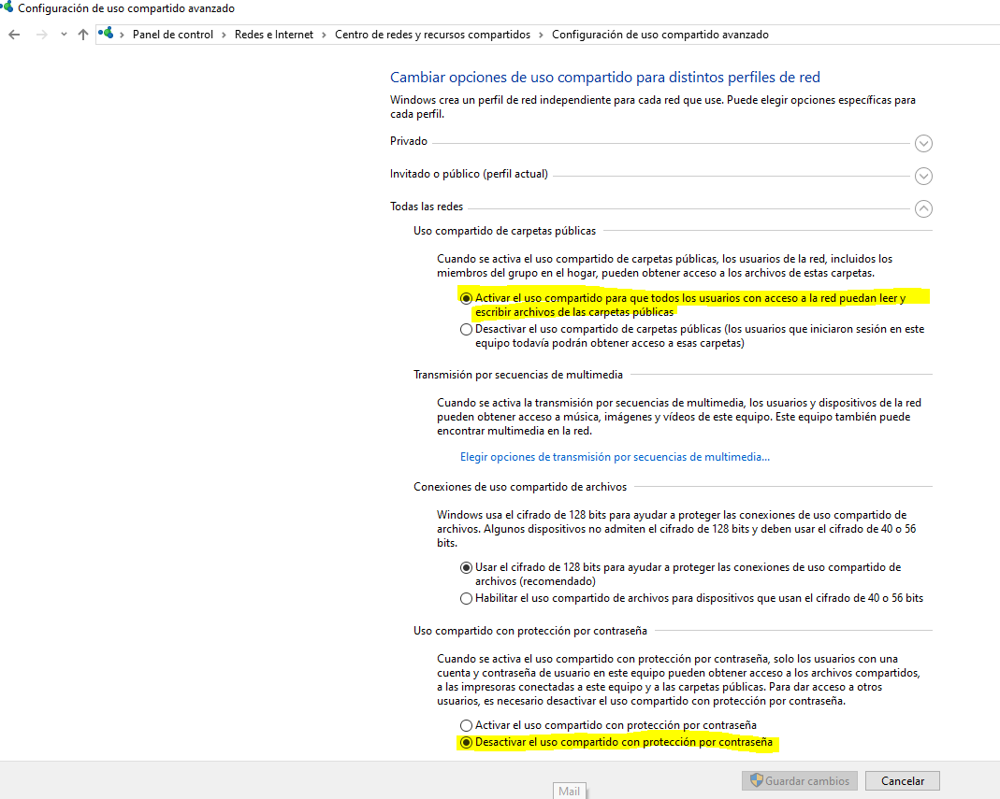 Configuración de uso compartido avanzado
Panel de control > Redes e Internet > Centro de redes y recursos compartidos > Configuración de uso compartido avanzado
Cambiar opciones de uso compartido para distintos perfiles de red
Windows crea un perfil de red independiente para cada red que use. Puede elegir opciones específicas para
cada perfil.
Privado
Invitado o público (perfil actual)
Todas las redes
Uso compartido de carpetas públicas
Cuando se activa el uso compartido de carpetas públicas, los usuarios de la red, incluidos los
miembros del grupo en el hogar, pueden obtener acceso a los archivos de estas carpetas.
Activar el uso compartido para que todos los usuarios con acceso a la red puedan leer y
escribir archivos de las carpetas públicas
Desactivar el uso compartido de carpetas públicas (los usuarios que iniciaron sesión en este
equipo todavía podrán obtener acceso a esas carpetas)
Transmisión por secuencias de multimedia
Cuando se activa la transmisión por secuencias de multimedia, los usuarios y dispositivos de la red
pueden obtener acceso a música, imágenes y vídeos de este equipo. Este equipo también puede
encontrar multimedia en la red.
Elegir opciones de transmisión por secuencias de multimedia...
Conexiones de uso compartido de archivos
Windows usa el cifrado de 128 bits para ayudar a proteger las conexiones de uso compartido de
archivos. Algunos dispositivos no admiten el cifrado de 128 bits y deben usar el cifrado de 40 o 56
bits.
Usar el cifrado de 128 bits para ayudar a proteger las conexiones de uso compartido de
archivos (recomendado)
Habilitar el uso compartido de archivos para dispositivos que usan el cifrado de 40 o 56 bits
Uso compartido con protección por contraseña
Cuando se activa el uso compartido con protección por contraseña, solo los usuarios con una
cuenta y contraseña de usuario en este equipo pueden obtener acceso a los archivos compartidos,
a las impresoras conectadas a este equipo y a las carpetas públicas. Para dar acceso a otros
usuarios, es necesario desactivar el uso compartido con protección por contraseña.
Activar el uso compartido con protección por contraseña
Desactivar el uso compartido con protección por contraseña
Guardar cambios
Cancelar
Mail